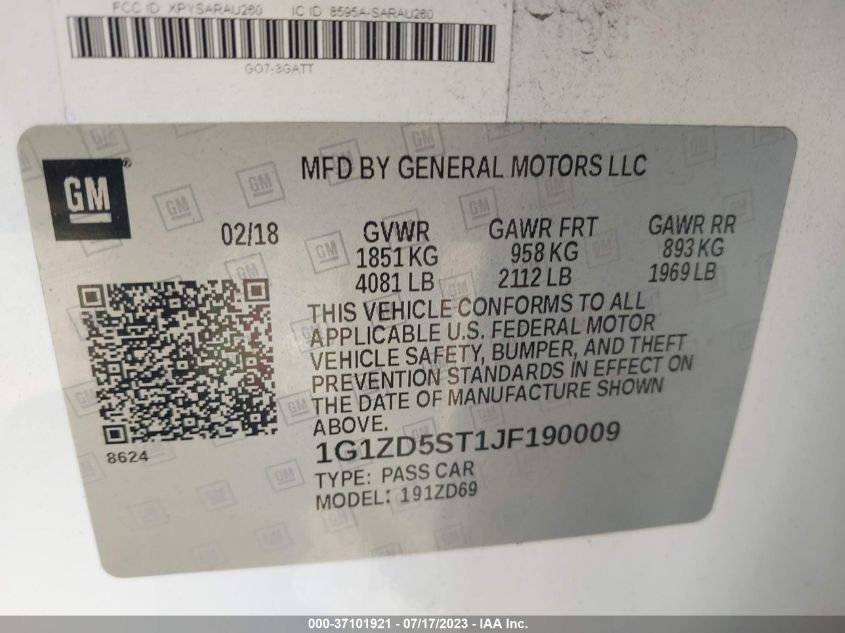 FCC ID XPYSARAU260 IC ID 8595A-SARAU260
GO7-3GATT
GM
®
MFD BY GENERAL MOTORS LLC
02/18 GVWR GAWR FRT GAWR RR
1851 KG 958 KG 893 KG
4081 LB 2112 LB 1969 LB
THIS VEHICLE CONFORMS TO ALL
APPLICABLE U.S. FEDERAL MOTOR
VEHICLE SAFETY, BUMPER, AND THEFT
PREVENTION STANDARDS IN EFFECT ON
THE DATE OF MANUFACTURE SHOWN
ABOVE.
8624
1G1ZD5ST1JF190009
TYPE: PASS CAR
MODEL: 191ZD69
000-37101921 - 07/17/2023 - IAA Inc.